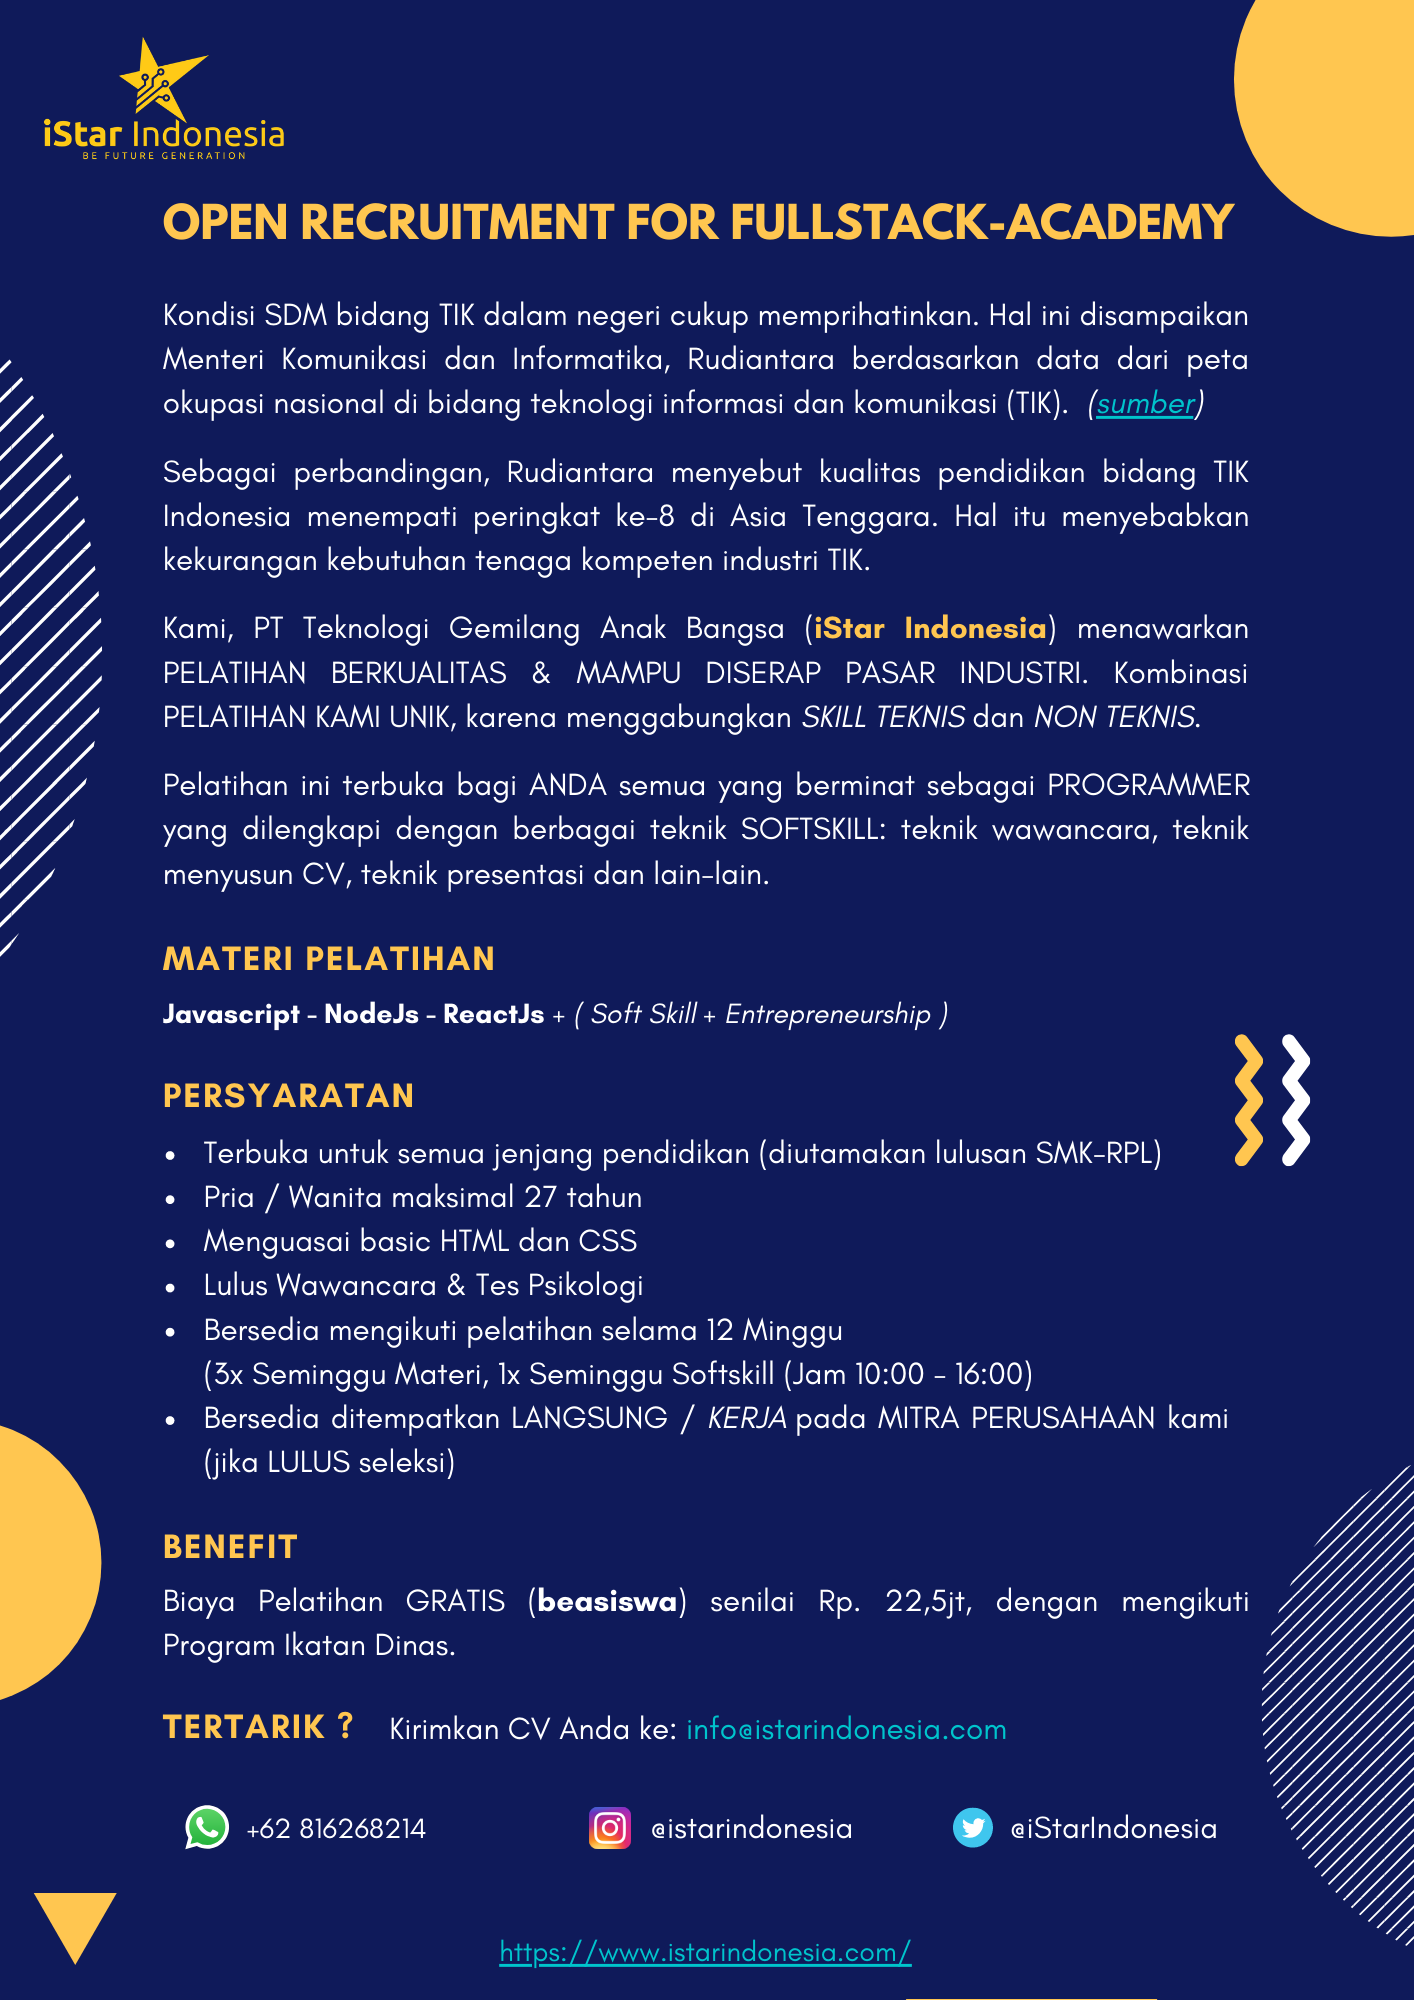 iStar Indonesia
BE FUTURE GENERATION
OPEN RECRUITMENT FOR FULLSTACK-ACADEMY
Kondisi SDM bidang TIK dalam negeri cukup memprihatinkan. Hal ini disampaikan
Menteri Komunikasi dan Informatika, Rudiantara berdasarkan data dari peta
okupasi nasional di bidang teknologi informasi dan komunikasi (TIK). (sumber)
Sebagai perbandingan, Rudiantara menyebut kualitas pendidikan bidang TIK
Indonesia menempati peringkat ke-8 di Asia Tenggara. Hal itu menyebabkan
kekurangan kebutuhan tenaga kompeten industri TIK.
Kami, PT Teknologi Gemilang Anak Bangsa (iStar Indonesia) menawarkan
PELATIHAN BERKUALITAS & MAMPU DISERAP PASAR INDUSTRI. Kombinasi
PELATIHAN KAMI UNIK, karena menggabungkan SKILL TEKNIS dan NON TEKNIS.
Pelatihan ini terbuka bagi ANDA semua yang berminat sebagai PROGRAMMER
yang dilengkapi dengan berbagai teknik SOFTSKILL: teknik wawancara, teknik
menyusun CV, teknik presentasi dan lain-lain.
MATERI PELATIHAN
Javascript - NodeJs - ReactJs + ( Soft Skill + Entrepreneurship )
PERSYARATAN
• Terbuka untuk semua jenjang pendidikan (diutamakan lulusan SMK-RPL)
• Pria / Wanita maksimal 27 tahun
• Menguasai basic HTML dan CSS
• Lulus Wawancara & Tes Psikologi
• Bersedia mengikuti pelatihan selama 12 Minggu
(3x Seminggu Materi, 1x Seminggu Softskill (Jam 10:00 - 16:00)
• Bersedia ditempatkan LANGSUNG / KERJA pada MITRA PERUSAHAAN kami
(jika LULUS seleksi)
BENEFIT
Biaya Pelatihan GRATIS (beasiswa) senilai Rp. 22,5jt, dengan mengikuti
Program Ikatan Dinas.
TERTARIK ? Kirimkan CV Anda ke: info@istarindonesia.com
+62 816268214 @istarindonesia @iStarIndonesia
https://www.istarindonesia.com/